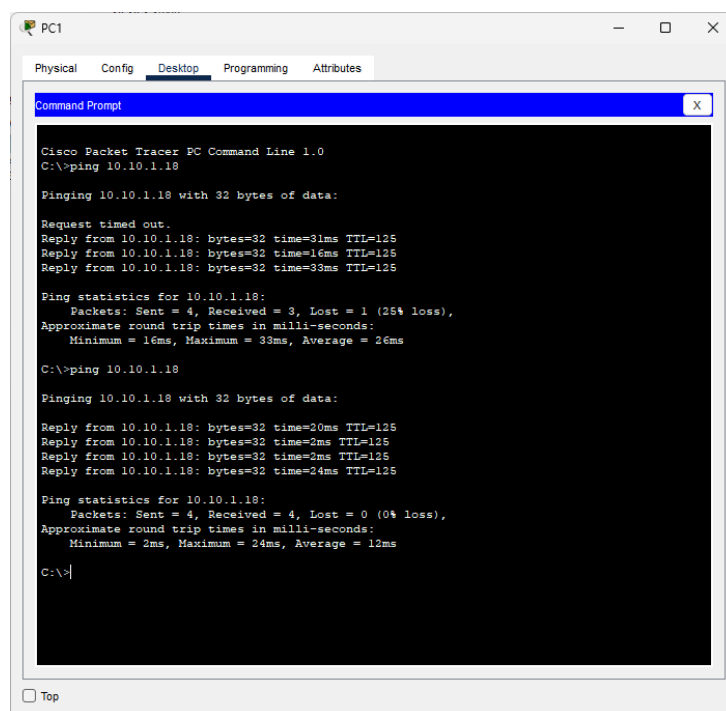 PC1
Physical Config Desktop Programming Attributes
Command Prompt
X
Cisco Packet Tracer PC Command Line 1.0
C:\>ping 10.10.1.18
Pinging 10.10.1.18 with 32 bytes of data:
Request timed out.
Reply from 10.10.1.18: bytes=32 time=31ms TTL=125
Reply from 10.10.1.18: bytes=32 time=16ms TTL=125
Reply from 10.10.1.18: bytes=32 time=33ms TTL=125
Ping statistics for 10.10.1.18:
Packets: Sent = 4, Received = 3, Lost = 1 (25% loss),
Approximate round trip times in milli-seconds:
Minimum = 16ms, Maximum = 33ms, Average = 26ms
C:\>ping 10.10.1.18
Pinging 10.10.1.18 with 32 bytes of data:
Reply from 10.10.1.18: bytes=32 time=20ms TTL=125
Reply from 10.10.1.18: bytes=32 time=2ms TTL=125
Reply from 10.10.1.18: bytes=32 time=2ms TTL=125
Reply from 10.10.1.18: bytes=32 time=24ms TTL=125
Ping statistics for 10.10.1.18:
Packets: Sent = 4, Received = 4, Lost = 0 (0% loss),
Approximate round trip times in milli-seconds:
Minimum = 2ms, Maximum = 24ms, Average = 12ms
C:\>
Top